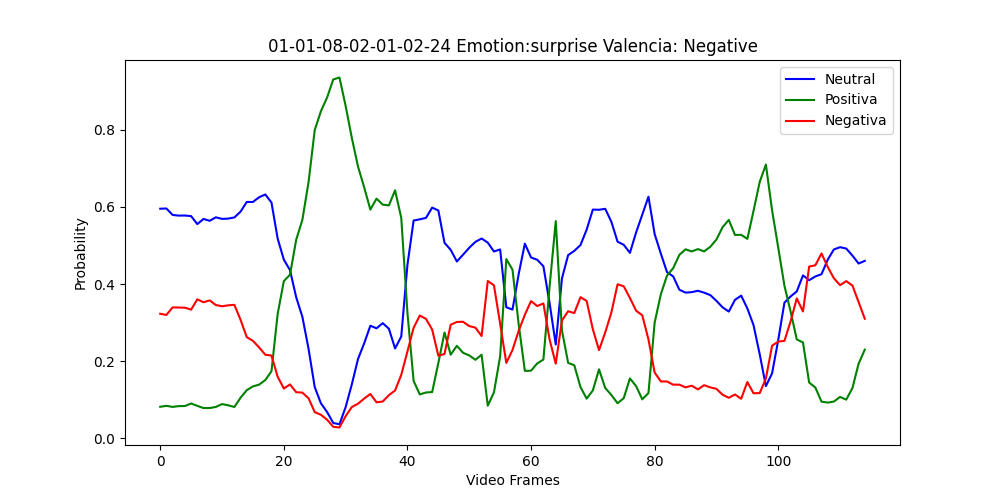 01-01-08-02-01-02-24 Emotion:surprise Valencia: Negative
Neutral
Positiva
Negativa
Probability
0.8
0.6
0.4
0.2
0.0
0 20 40 60 80 100
Video Frames